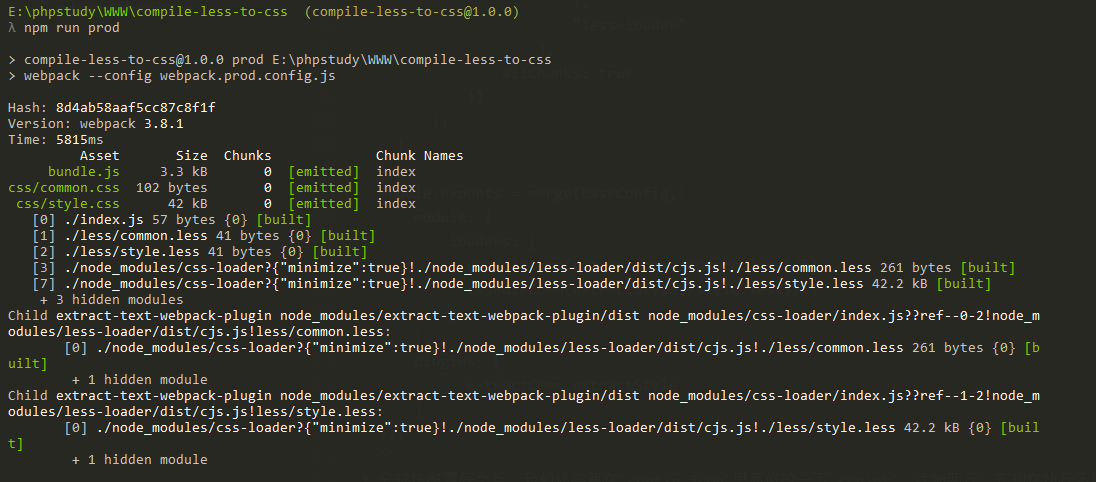 E:\phpstudy\WWW\compile-less-to-css (compile-less-to-css@1.0.0)
λ npm run prod
> compile-less-to-css@1.0.0 prod E:\phpstudy\WWW\compile-less-to-css
> webpack --config webpack.prod.config.js
Hash: 8d4ab58aaf5cc87c8f1f
Version: webpack 3.8.1
Time: 5815ms
Asset Size Chunks Chunk Names
bundle.js 3.3 kB 0 [emitted] index
css/common.css 102 bytes 0 [emitted] index
css/style.css 42 kB 0 [emitted] index
[0] ./index.js 57 bytes {0} [built]
[1] ./less/common.less 41 bytes {0} [built]
[2] ./less/style.less 41 bytes {0} [built]
[3] ./node_modules/css-loader?{"minimize":true}!./node_modules/less-loader/dist/cjs.js!./less/common.less 261 bytes [built]
[7] ./node_modules/css-loader?{"minimize":true}!./node_modules/less-loader/dist/cjs.js!./less/style.less 42.2 kB [built]
+ 3 hidden modules
Child extract-text-webpack-plugin node_modules/extract-text-webpack-plugin/dist node_modules/css-loader/index.js??ref--0-2!node_m
odules/less-loader/dist/cjs.js!less/common.less:
[0] ./node_modules/css-loader?{"minimize":true}!./node_modules/less-loader/dist/cjs.js!./less/common.less 261 bytes {0} [b
uilt]
+ 1 hidden module
Child extract-text-webpack-plugin node_modules/extract-text-webpack-plugin/dist node_modules/css-loader/index.js??ref--1-2!node_m
odules/less-loader/dist/cjs.js!less/style.less:
[0] ./node_modules/css-loader?{"minimize":true}!./node_modules/less-loader/dist/cjs.js!./less/style.less 42.2 kB {0} [buil
t]
+ 1 hidden module